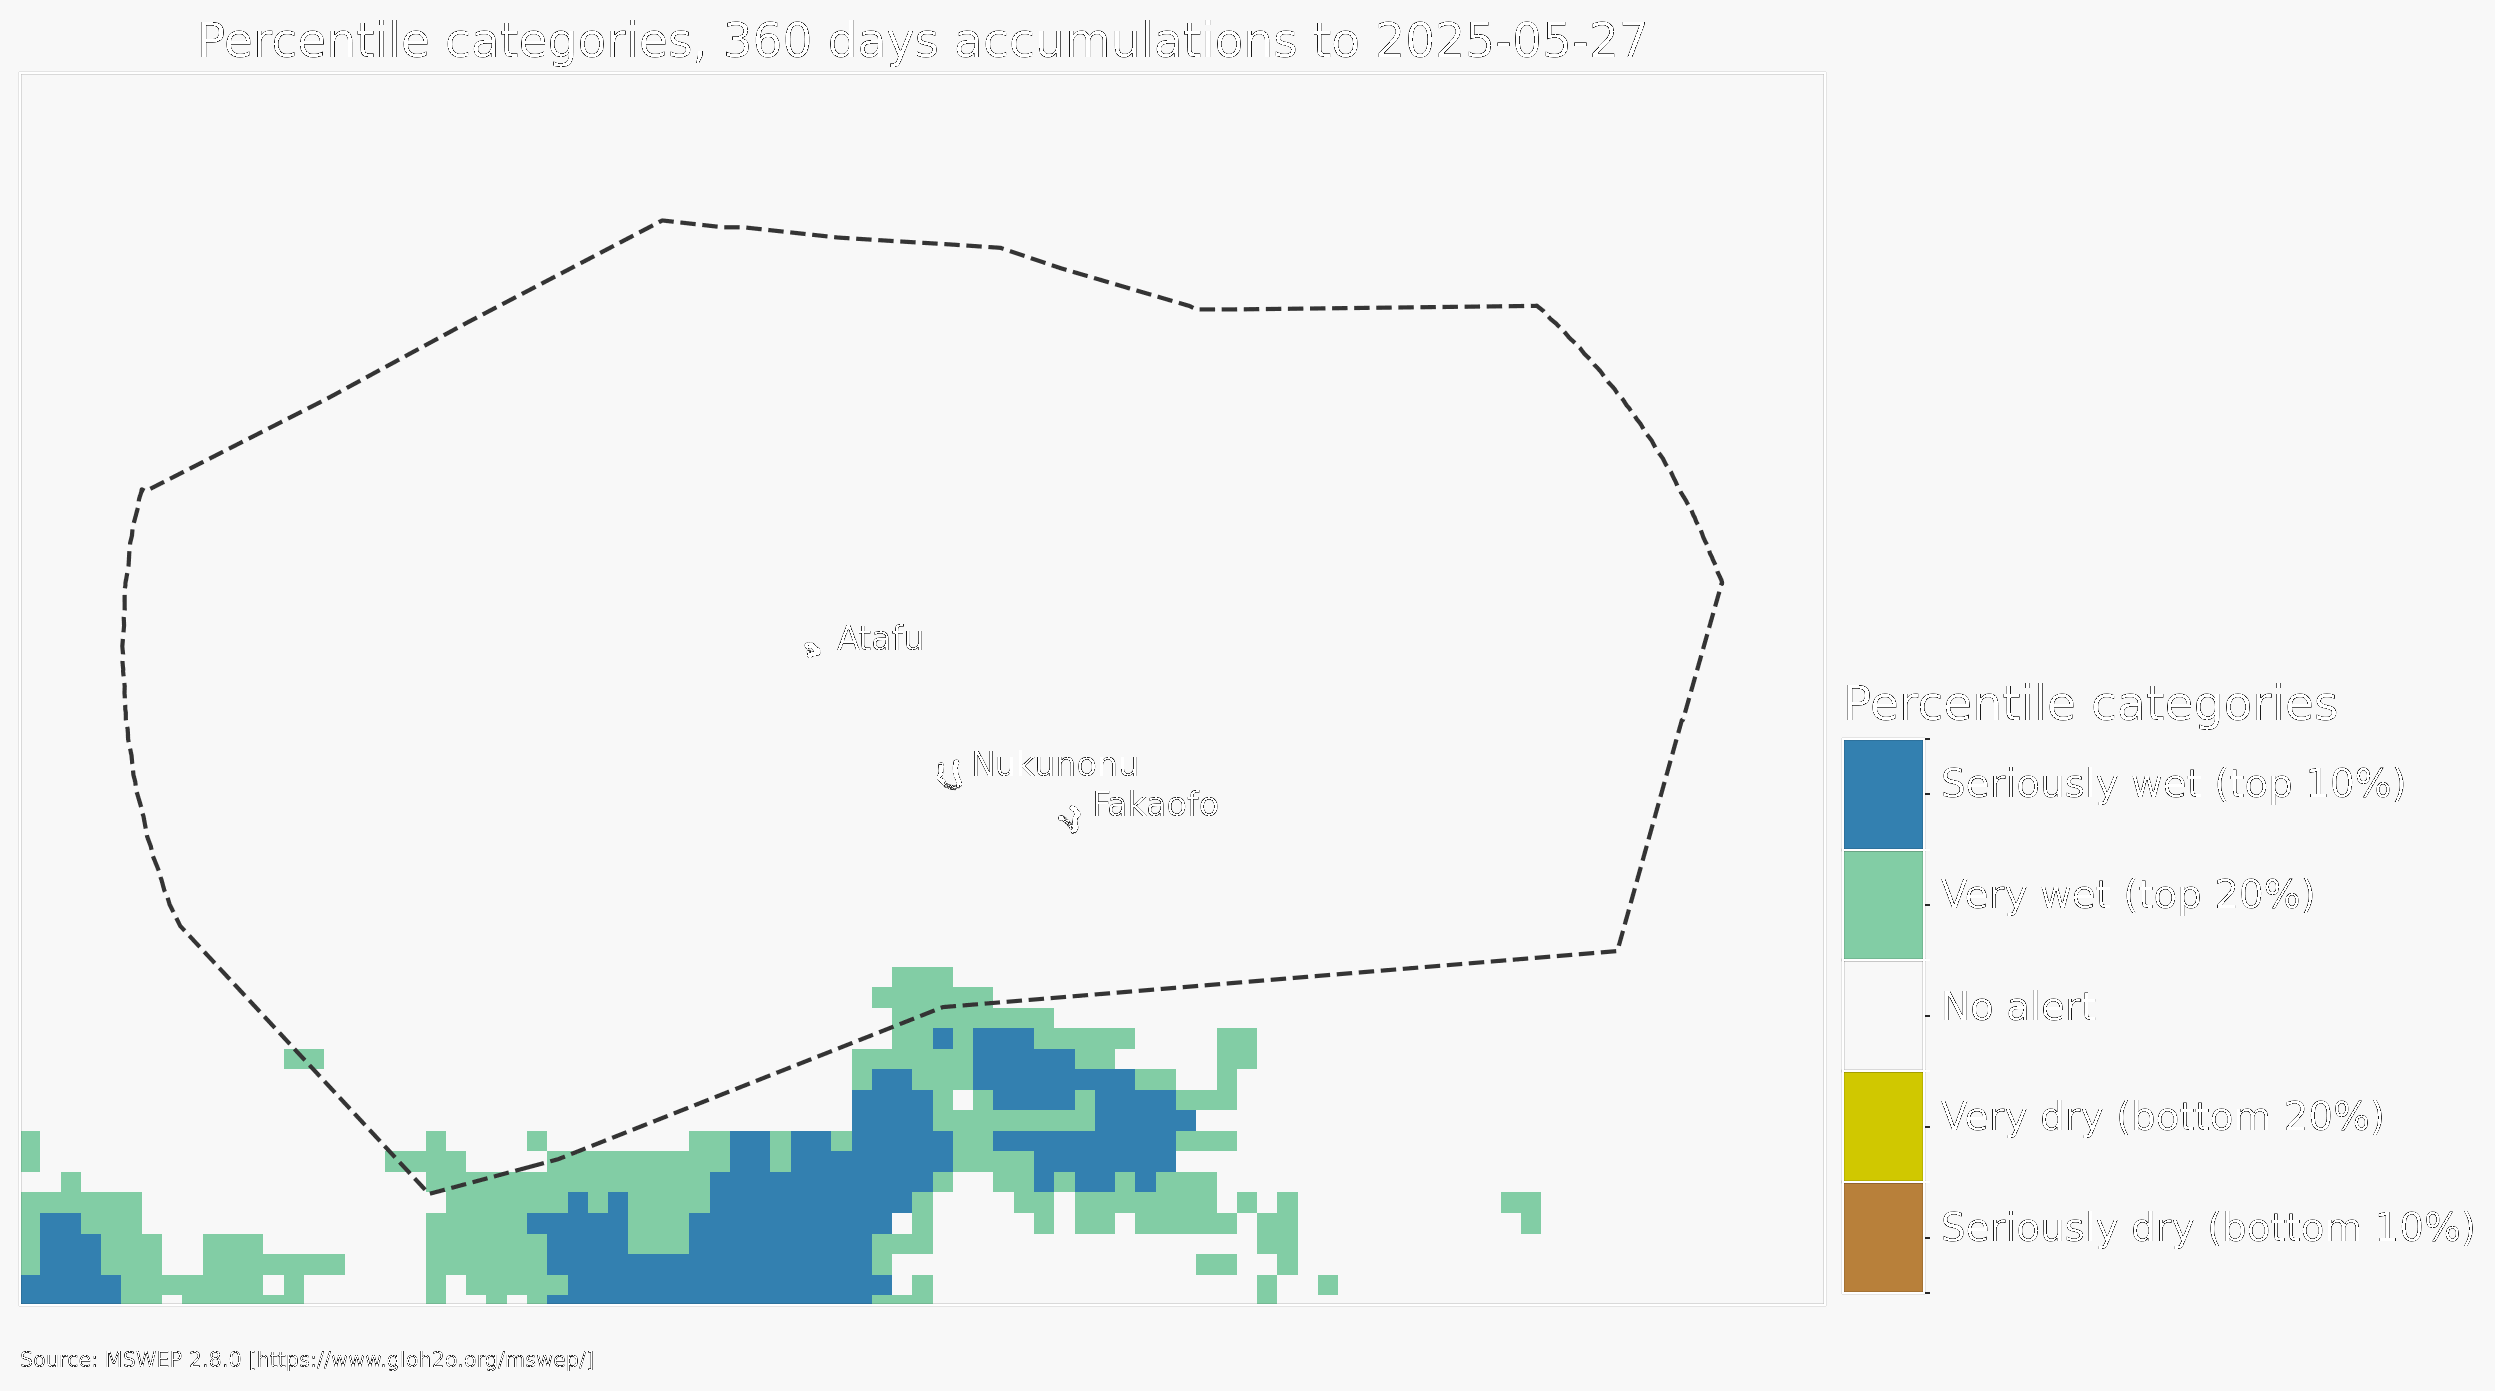 Percentile categories, 360 days accumulations to 2025-05-27
Atafu
Nukunonu
Fakaofo
Percentile categories
Seriously wet (top 10%)
Very wet (top 20%)
No alert
Very dry (bottom 20%)
Seriously dry (bottom 10%)
Source: MSWEP 2.8.0 [https://www.gloh2o.org/mswep/]